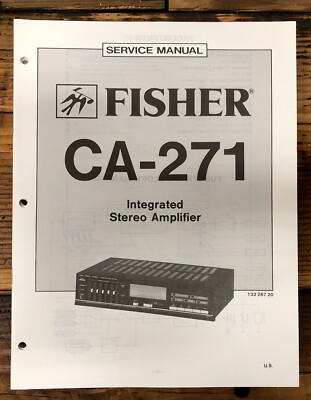 SERVICE MANUAL
FISHER®
CA-271
Integrated
Stereo Amplifier
132 287 20
U.S.